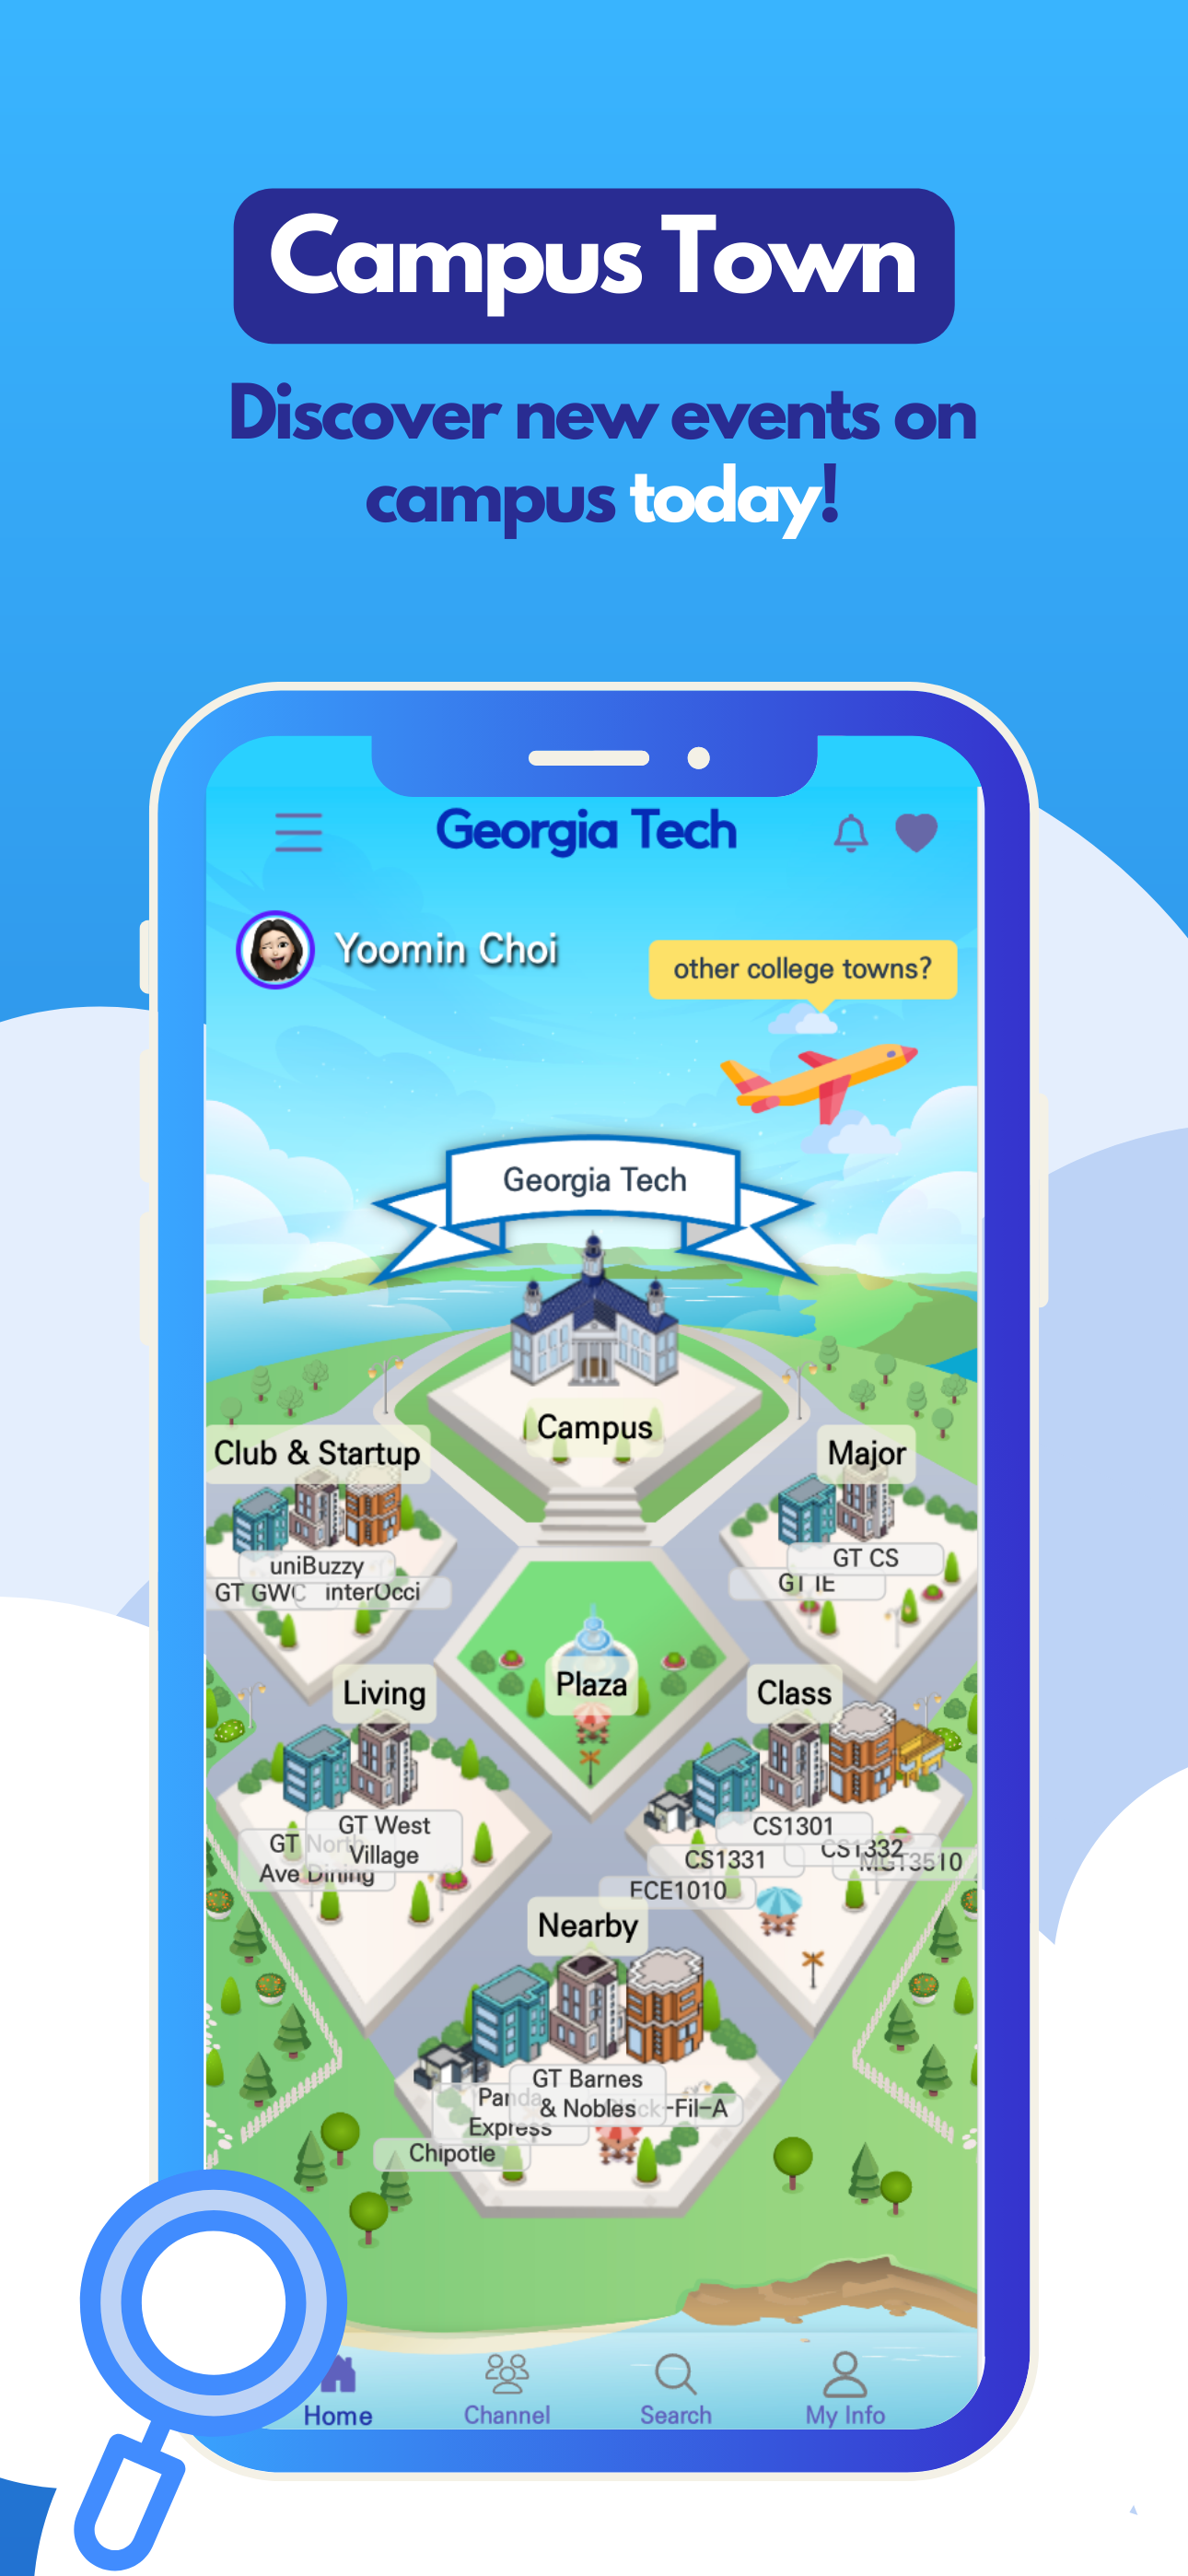 Campus Town
Discover new events on
campus today!
Georgia Tech
Yoomin Choi
other college towns?
Georgia Tech
Campus
Club & Startup
Major
uniBuzzy
GT GWC
interOcci
GT CS
GT IE
Plaza
Living
Class
GT West
Village
GT North
Ave Dining
CS1301
CS1332
MGT3510
CS1331
ECE1010
Nearby
GT Barnes
& Nobles
Panda
Express
-Fil-A
Chipotle
Home
Channel
Search
My Info